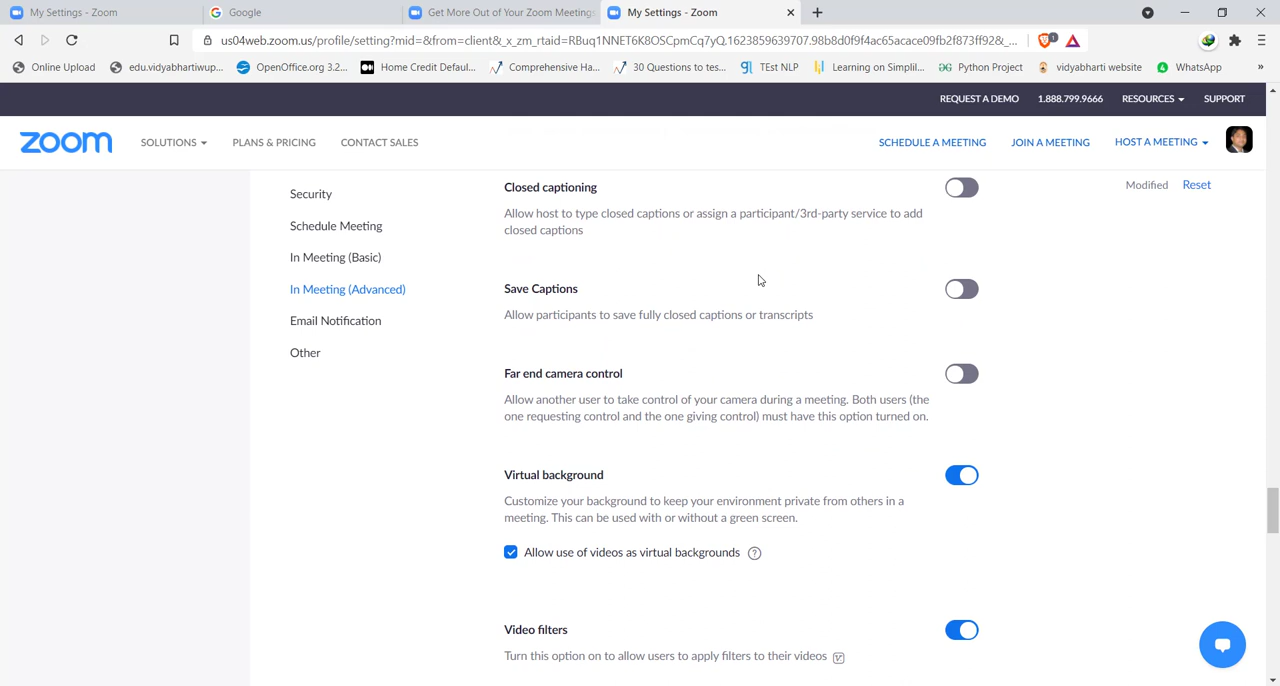 My Settings - Zoom
Google
Get More Out of Your Zoom Meetings
My Settings - Zoom
us04web.zoom.us/profile/setting?mid=&from=client&_x_zm_rtaid=RBuq1NNET6K8OSCpmCq7yQ.1623859639707.98b8d0f9f4ac65acace09fb2f873ff92&_...
1
Online Upload
edu.vidyabhartiwup...
OpenOffice.org 3.2...
Home Credit Defaul...
Comprehensive Ha...
30 Questions to tes...
TEst NLP
Learning on Simplil...
Python Project
vidyabharti website
WhatsApp
»
REQUEST A DEMO
1.888.799.9666
RESOURCES
SUPPORT
zoom
SOLUTIONS
PLANS & PRICING
CONTACT SALES
SCHEDULE A MEETING
JOIN A MEETING
HOST A MEETING
Security
Schedule Meeting
In Meeting (Basic)
In Meeting (Advanced)
Email Notification
Other
Closed captioning
Modified
Reset
Allow host to type closed captions or assign a participant/3rd-party service to add
closed captions
Save Captions
Allow participants to save fully closed captions or transcripts
Far end camera control
Allow another user to take control of your camera during a meeting. Both users (the
one requesting control and the one giving control) must have this option turned on.
Virtual background
Customize your background to keep your environment private from others in a
meeting. This can be used with or without a green screen.
Allow use of videos as virtual backgrounds
Video filters
Turn this option on to allow users to apply filters to their videos